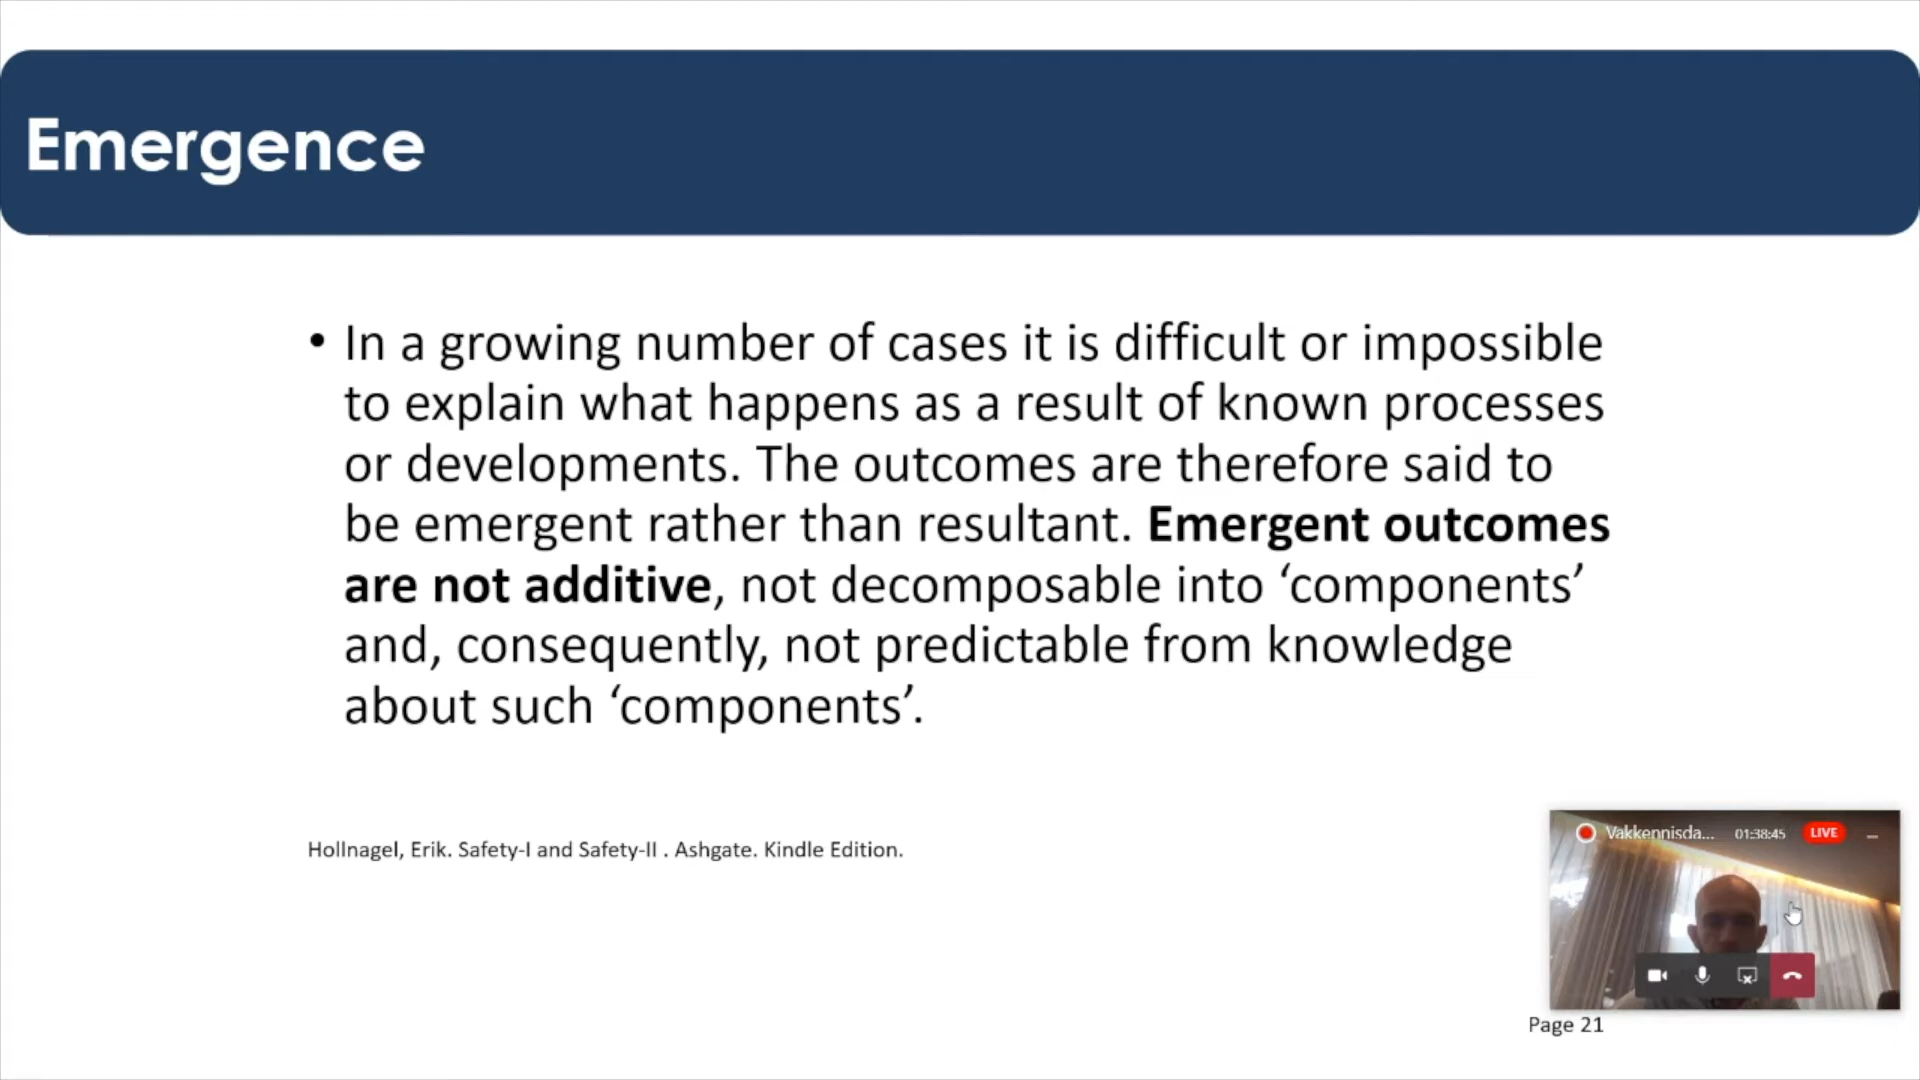 Emergence
• In a growing number of cases it is difficult or impossible
to explain what happens as a result of known processes
or developments. The outcomes are therefore said to
be emergent rather than resultant. Emergent outcomes
are not additive, not decomposable into ‘components’
and, consequently, not predictable from knowledge
about such ‘components’.
Hollnagel, Erik. Safety-I and Safety-II . Ashgate. Kindle Edition.
Vakkennisda... 01:38:45 LIVE
Page 21